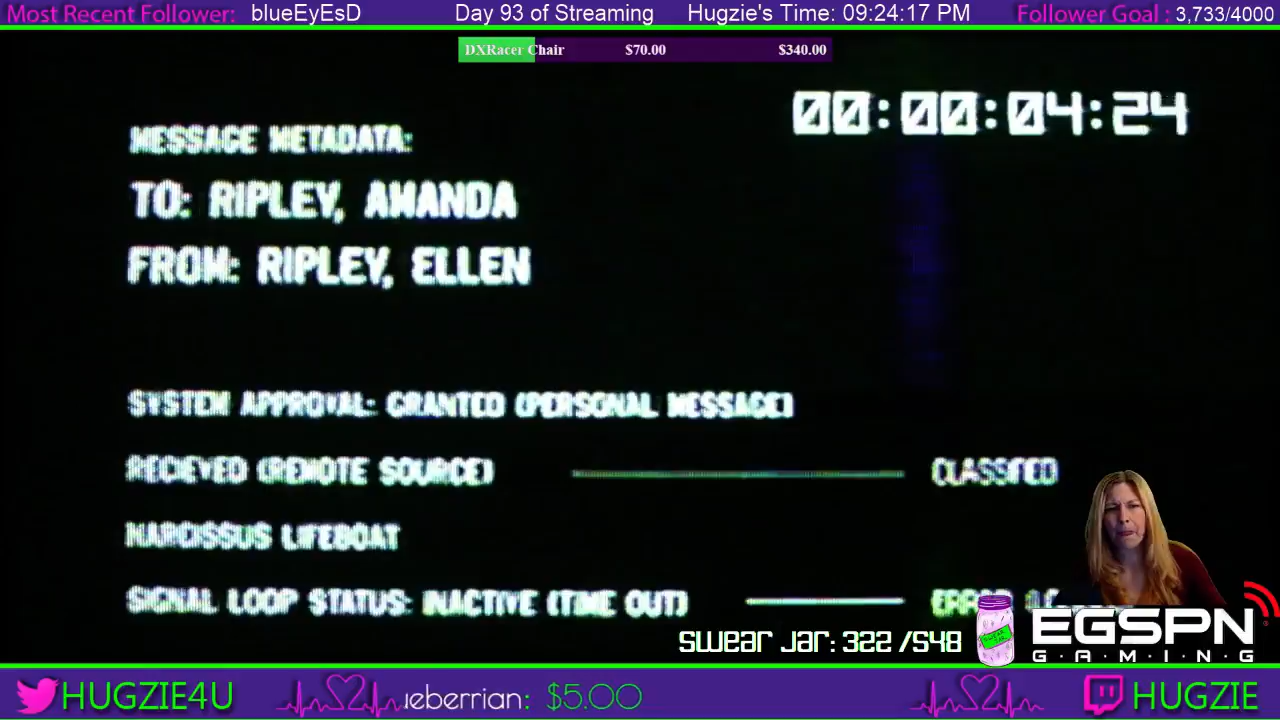 Most Recent Follower: blueEyEsD Day 93 of Streaming Hugzie's Time: 09:24:17 PM Follower Goal : 3,733/4000
DXRacer Chair $70.00 $340.00
00:00:04:24
MESSAGE METADATA:
TO: RIPLEY, AMANDA
FROM: RIPLEY, ELLEN
SYSTEM APPROVAL: GRANTED (PERSONAL MESSAGE)
RECIEVED (REMOTE SOURCE) CLASSIFIED
NARCISSUS LIFEBOAT
SIGNAL LOOP STATUS: INACTIVE (TIME OUT)
SWEAR JAR: 322 /548
EGSPN
G·A·M·I·N·G
HUGZIE4U ieberrian: $5.00 HUGZIE